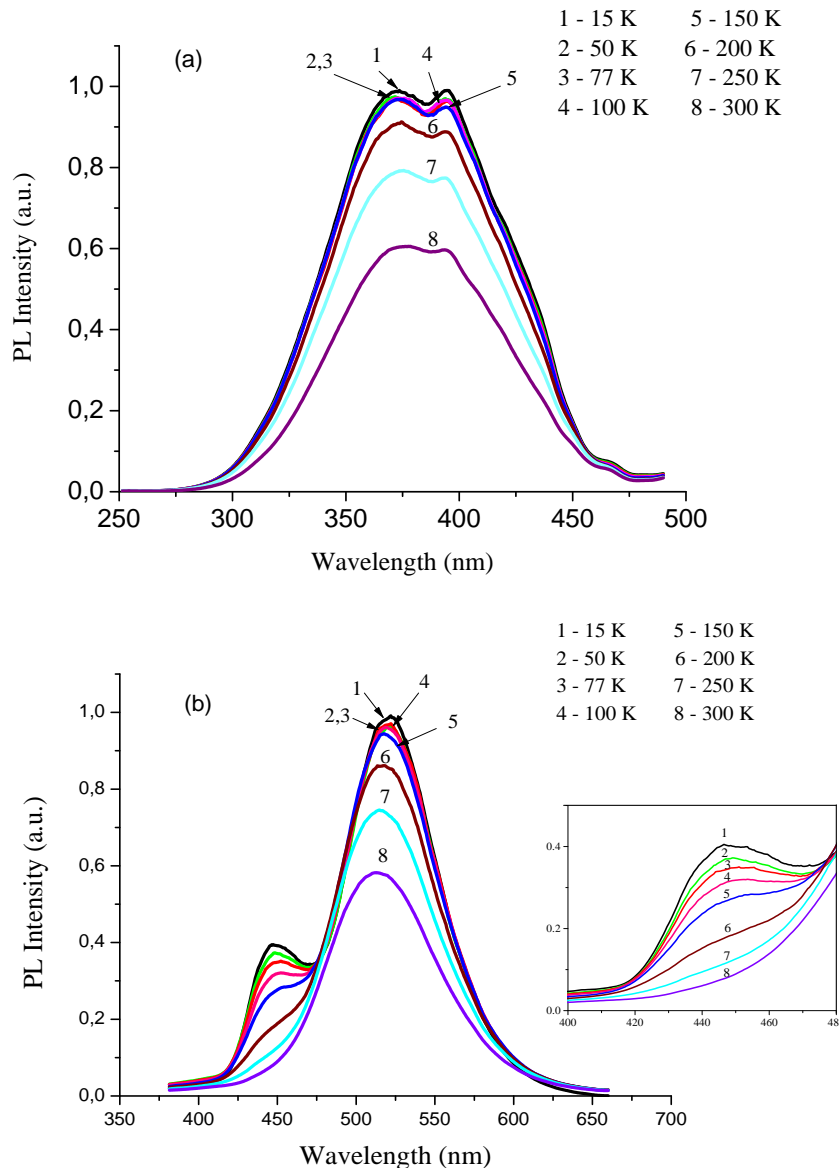 (a)
1 - 15 K 5 - 150 K
2 - 50 K 6 - 200 K
3 - 77 K 7 - 250 K
4 - 100 K 8 - 300 K
1
4
2,3
5
6
7
8
1,0
0,8
0,6
0,4
0,2
0,0
PL Intensity (a.u.)
250 300 350 400 450 500
Wavelength (nm)
(b)
1 - 15 K 5 - 150 K
2 - 50 K 6 - 200 K
3 - 77 K 7 - 250 K
4 - 100 K 8 - 300 K
1
4
2,3
5
6
7
8
1,0
0,8
0,6
0,4
0,2
0,0
PL Intensity (a.u.)
350 400 450 500 550 600 650 700
Wavelength (nm)
0.4
0.2
0.0
1
2
3
4
5
6
7
8
400 420 440 460 480